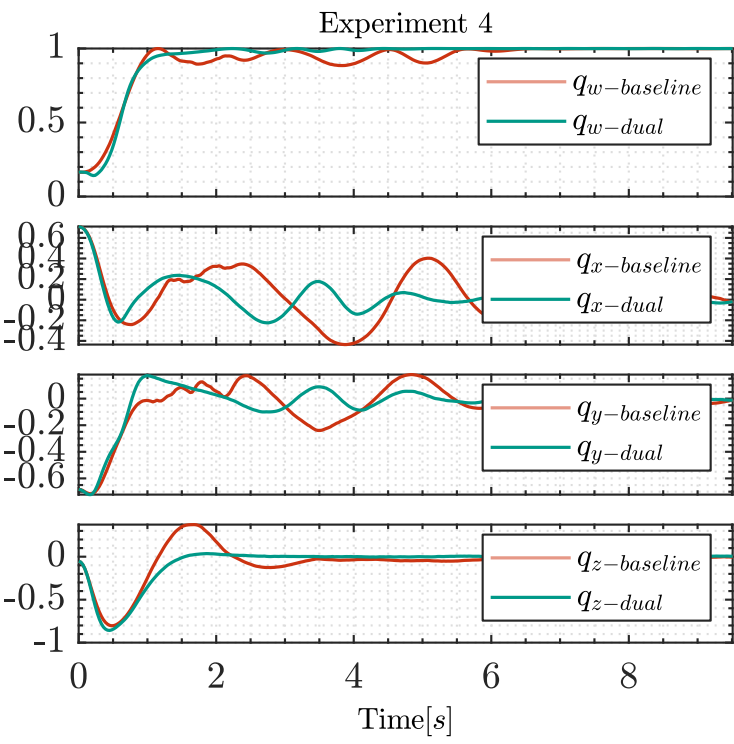 Experiment 4
1
0.5
0
q_{w-baseline}
q_{w-dual}
0.6
0.4
0.2
0
-0.2
-0.4
q_{x-baseline}
q_{x-dual}
0
-0.2
-0.4
-0.6
q_{y-baseline}
q_{y-dual}
0
-0.5
-1
q_{z-baseline}
q_{z-dual}
0 2 4 6 8
Time[s]